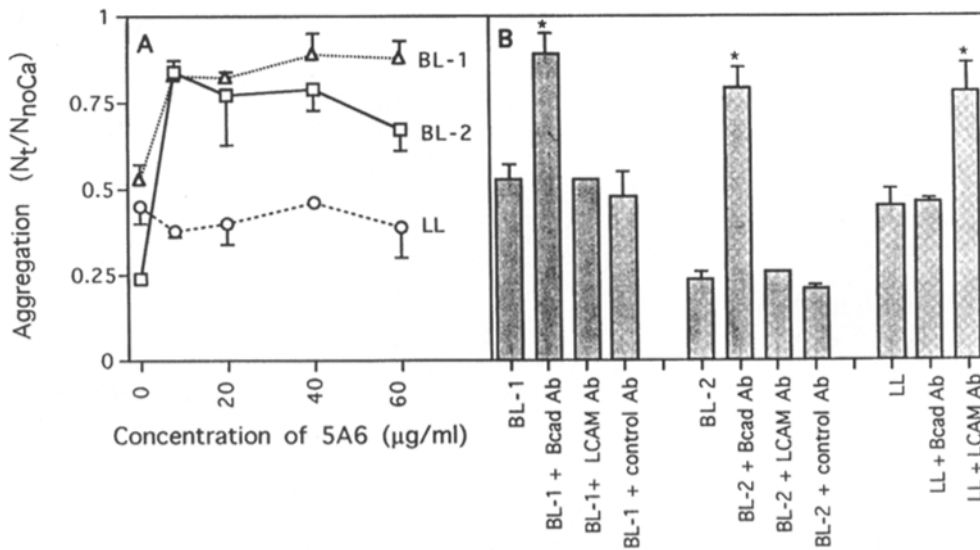 A
B
Aggregation (Nt/NnoCa)
1
0.75
0.5
0.25
0
BL-1
BL-2
LL
0
20
40
60
Concentration of 5A6 (μg/ml)
*
*
*
BL-1
BL-1 + Bcad Ab
BL-1+ LCAM Ab
BL-1 + control Ab
BL-2
BL-2 + Bcad Ab
BL-2 + LCAM Ab
BL-2 + control Ab
LL
LL + Bcad Ab
LL + LCAM Ab